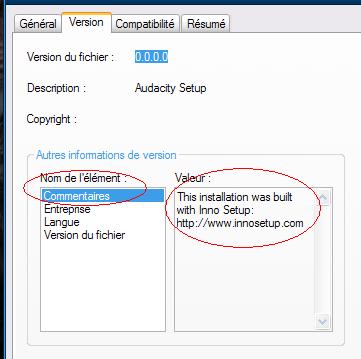 Général Version Compatibilité Résumé
Version du fichier : 0.0.0.0
Description : Audacity Setup
Copyright :
Autres informations de version
Nom de l'élément : Valeur :
Commentaires
Entreprise
Langue
Version du fichier
This installation was built
with Inno Setup:
http://www.innosetup.com